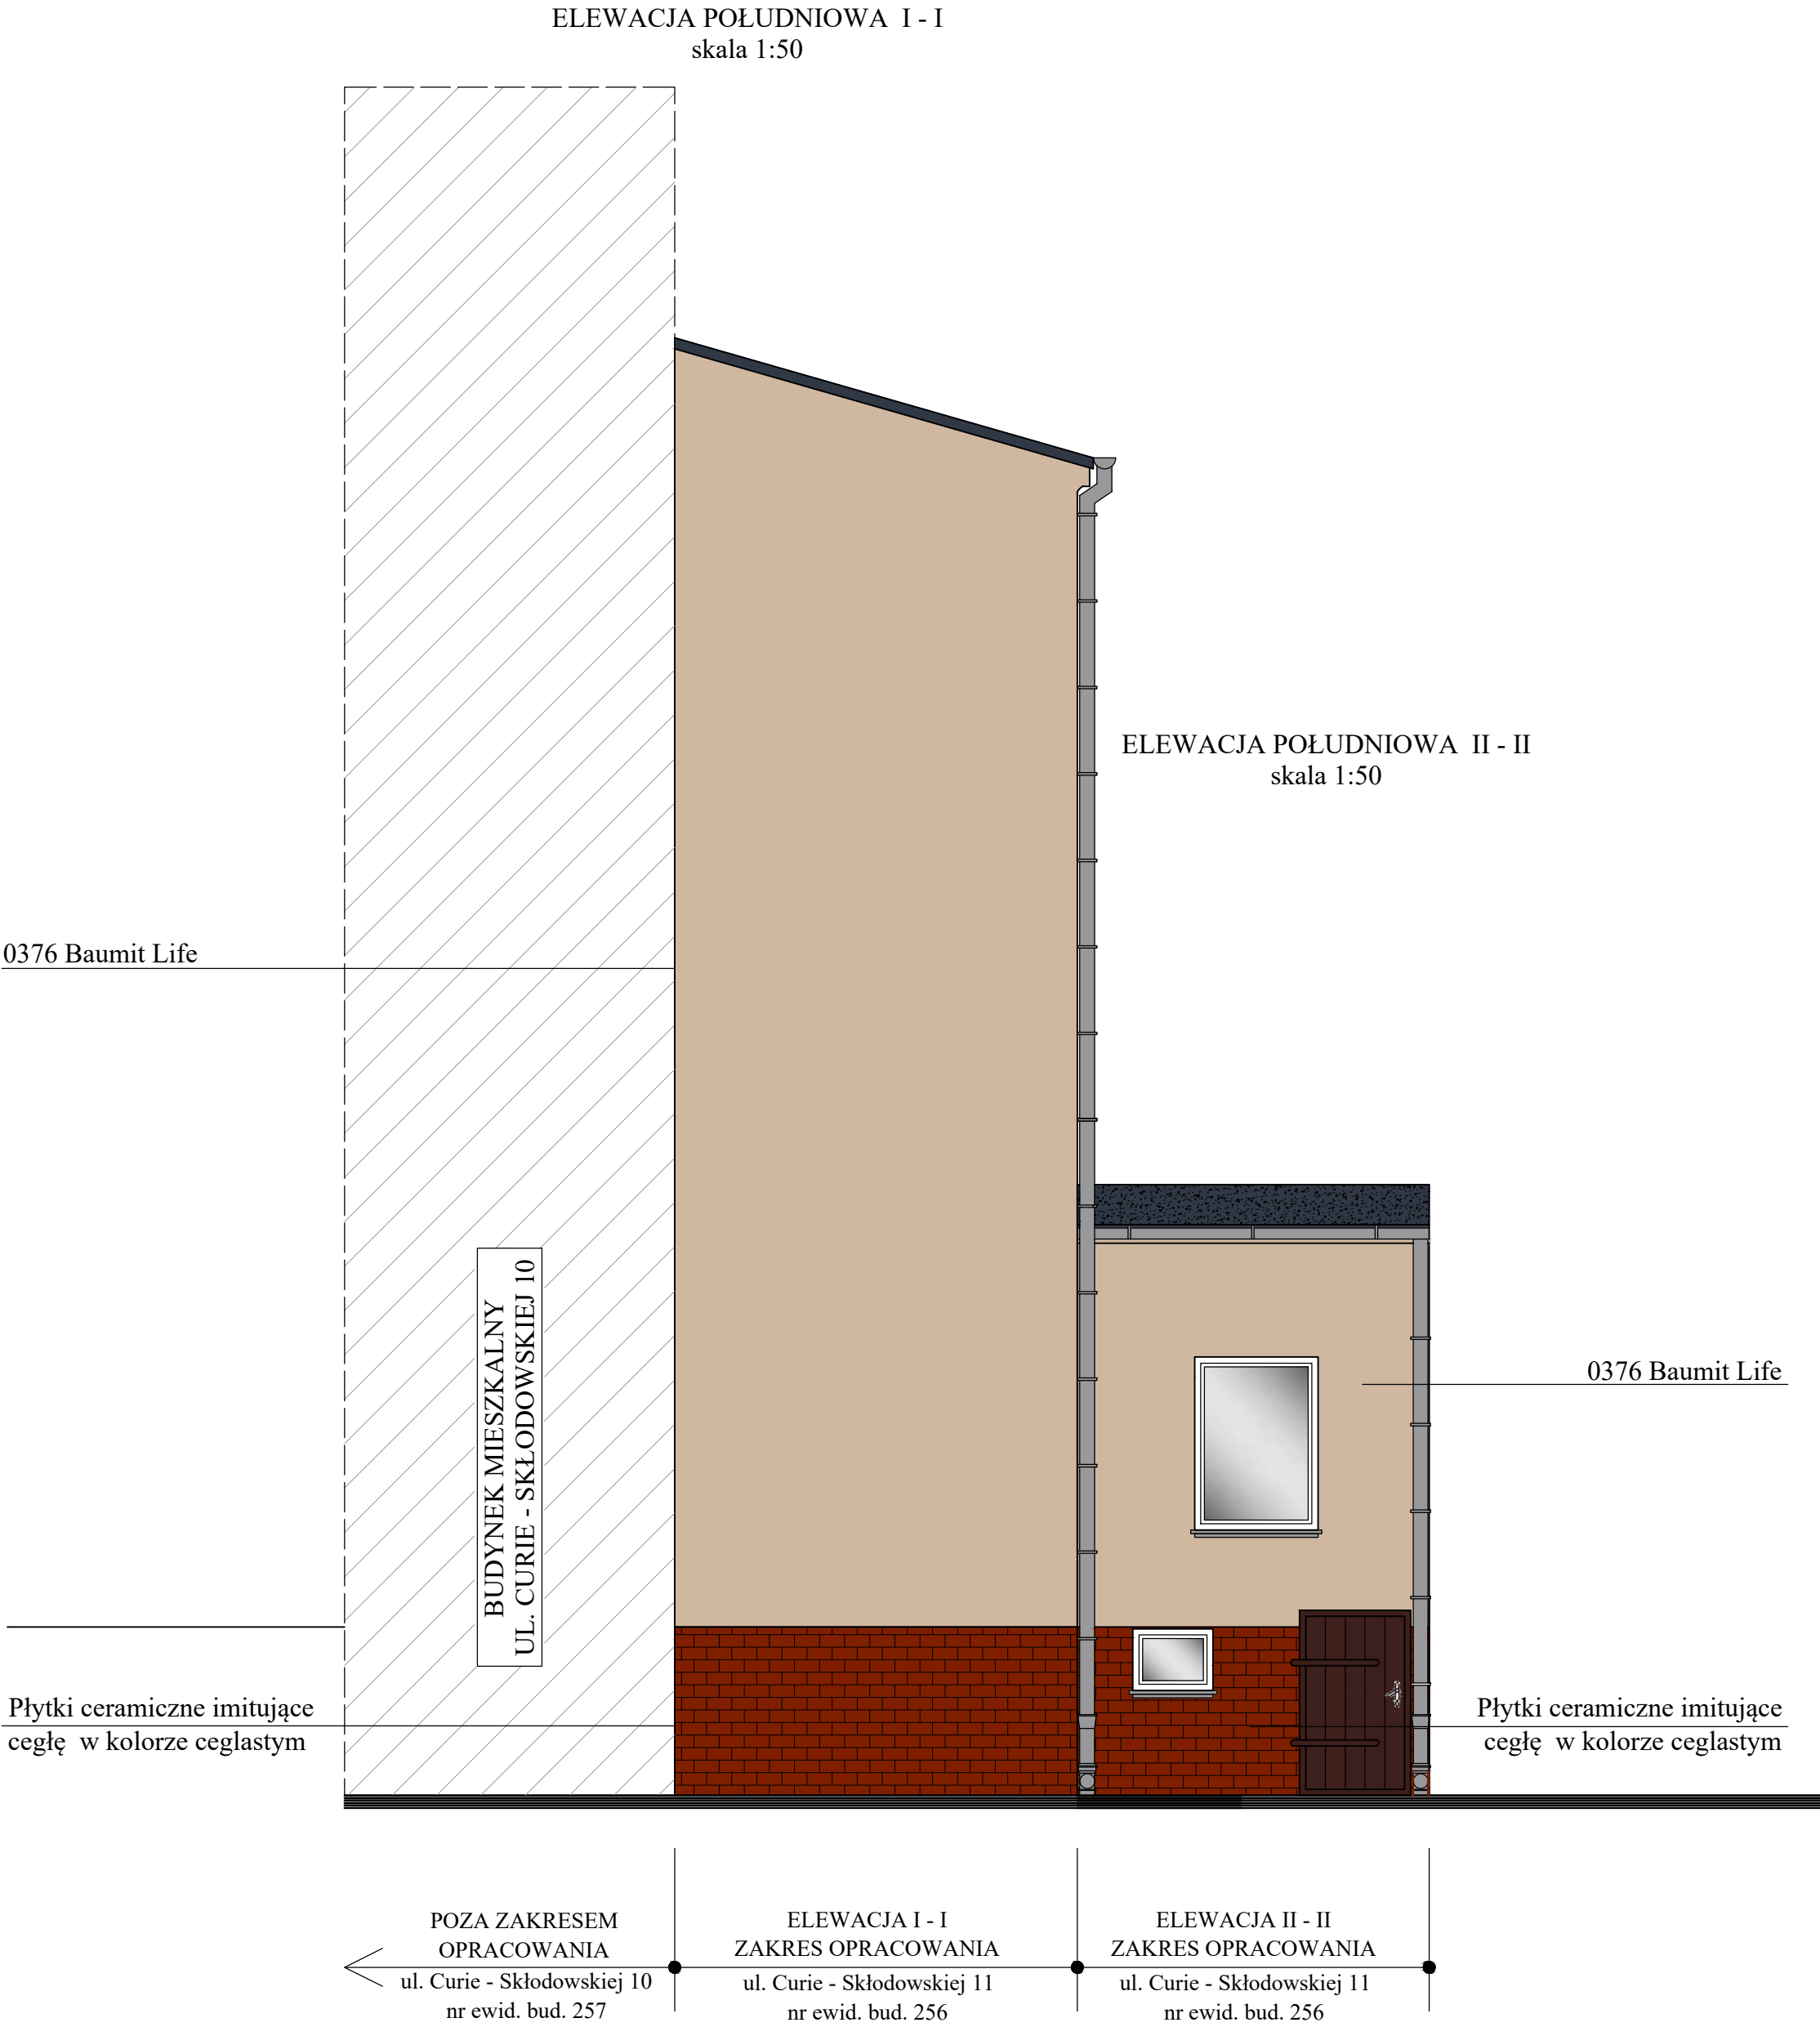 ELEWACJA POŁUDNIOWA I - I
skala 1:50
ELEWACJA POŁUDNIOWA II - II
skala 1:50
0376 Baumit Life
0376 Baumit Life
BUDYNEK MIESZKALNY
UL. CURIE - SKŁODOWSKIEJ 10
Płytki ceramiczne imitujące
cegłę w kolorze ceglastym
Płytki ceramiczne imitujące
cegłę w kolorze ceglastym
POZA ZAKRESEM
OPRACOWANIA
ul. Curie - Skłodowskiej 10
nr ewid. bud. 257
ELEWACJA I - I
ZAKRES OPRACOWANIA
ul. Curie - Skłodowskiej 11
nr ewid. bud. 256
ELEWACJA II - II
ZAKRES OPRACOWANIA
ul. Curie - Skłodowskiej 11
nr ewid. bud. 256